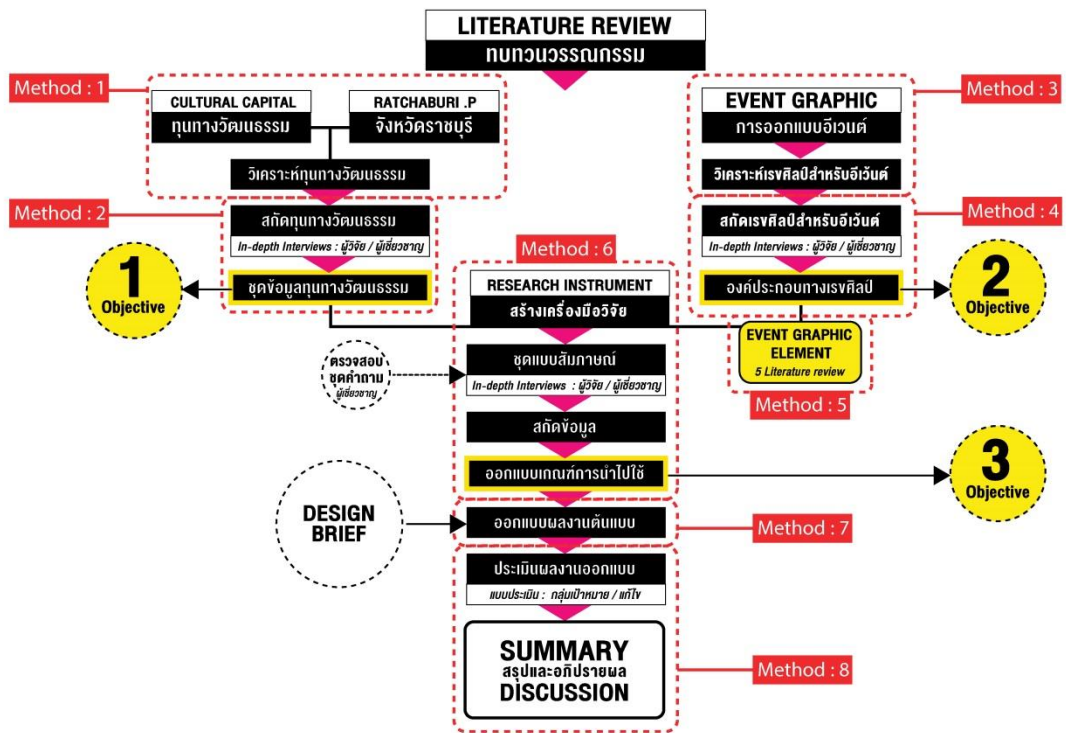 LITERATURE REVIEW
ทบทวนวรรณกรรม
Method : 1
CULTURAL CAPITAL
ทุนทางวัฒนธรรม
RATCHABURI .P
จังหวัดราชบุรี
วิเคราะห์ทุนทางวัฒนธรรม
Method : 3
EVENT GRAPHIC
การออกแบบอีเวนต์
วิเคราะห์เรขศิลป์สำหรับอีเว้นต์
Method : 2
สกัดทุนทางวัฒนธรรม
In-depth Interviews : ผู้วิจัย / ผู้เชี่ยวชาญ
ชุดข้อมูลทุนทางวัฒนธรรม
1
Objective
Method : 4
สกัดเรขศิลป์สำหรับอีเว้นต์
In-depth Interviews : ผู้วิจัย / ผู้เชี่ยวชาญ
องค์ประกอบทางเรขศิลป์
2
Objective
EVENT GRAPHIC
ELEMENT
5 Literature review
Method : 5
Method : 6
RESEARCH INSTRUMENT
สร้างเครื่องมือวิจัย
ตรวจสอบ
ชุดคำถาม
ผู้เชี่ยวชาญ
ชุดแบบสัมภาษณ์
In-depth Interviews : ผู้วิจัย / ผู้เชี่ยวชาญ
สกัดข้อมูล
ออกแบบเกณฑ์การนำไปใช้
3
Objective
DESIGN
BRIEF
ออกแบบผลงานต้นแบบ
Method : 7
ประเมินผลงานออกแบบ
แบบประเมิน : กลุ่มเป้าหมาย / แก้ไข
SUMMARY
สรุปและอภิปรายผล
DISCUSSION
Method : 8